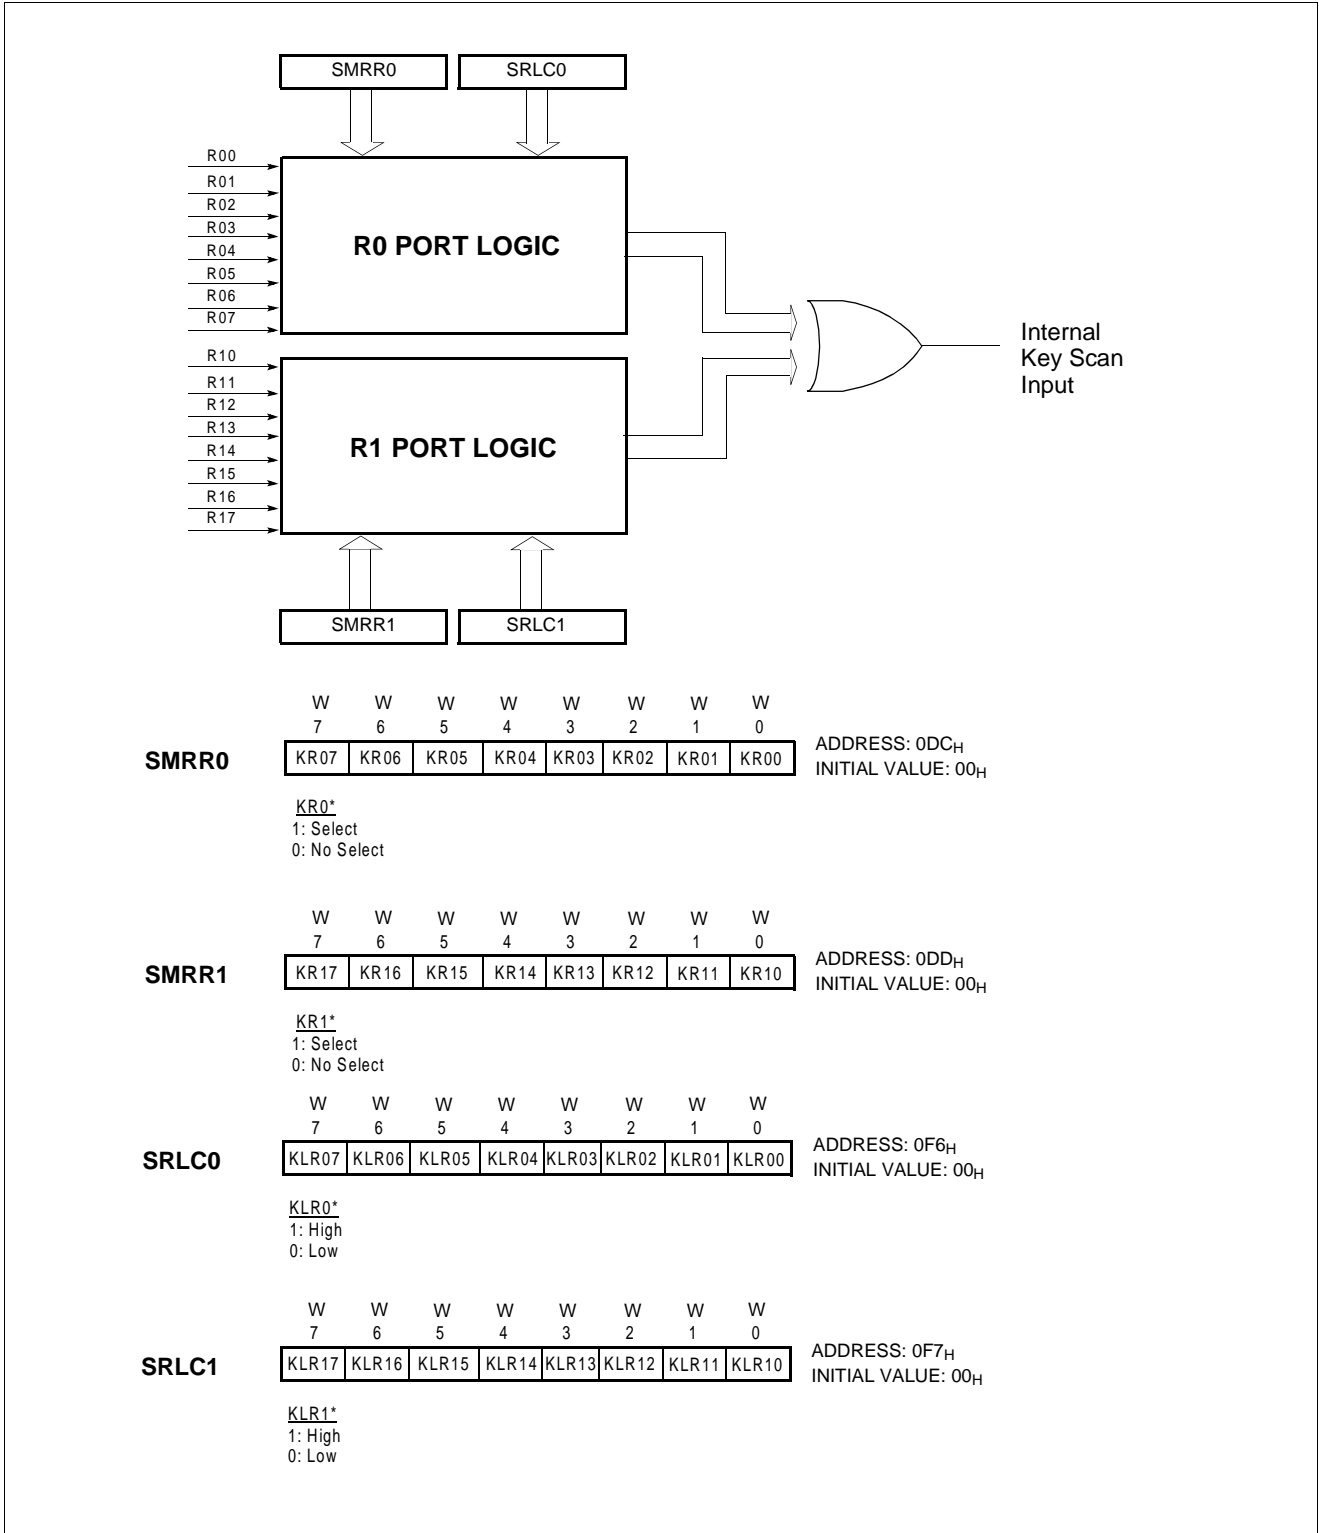 SMRR0 SRLC0
R00
R01
R02
R03
R04
R05
R06
R07
R0 PORT LOGIC
R10
R11
R12
R13
R14
R15
R16
R17
R1 PORT LOGIC
Internal
Key Scan
Input
SMRR1 SRLC1
W W W W W W W W
7 6 5 4 3 2 1 0
SMRR0 KR07 KR06 KR05 KR04 KR03 KR02 KR01 KR00
ADDRESS: 0DCH
INITIAL VALUE: 00H
KR0*
1: Select
0: No Select
W W W W W W W W
7 6 5 4 3 2 1 0
SMRR1 KR17 KR16 KR15 KR14 KR13 KR12 KR11 KR10
ADDRESS: 0DDH
INITIAL VALUE: 00H
KR1*
1: Select
0: No Select
W W W W W W W W
7 6 5 4 3 2 1 0
SRLC0 KLR07 KLR06 KLR05 KLR04 KLR03 KLR02 KLR01 KLR00
ADDRESS: 0F6H
INITIAL VALUE: 00H
KLR0*
1: High
0: Low
W W W W W W W W
7 6 5 4 3 2 1 0
SRLC1 KLR17 KLR16 KLR15 KLR14 KLR13 KLR12 KLR11 KLR10
ADDRESS: 0F7H
INITIAL VALUE: 00H
KLR1*
1: High
0: Low